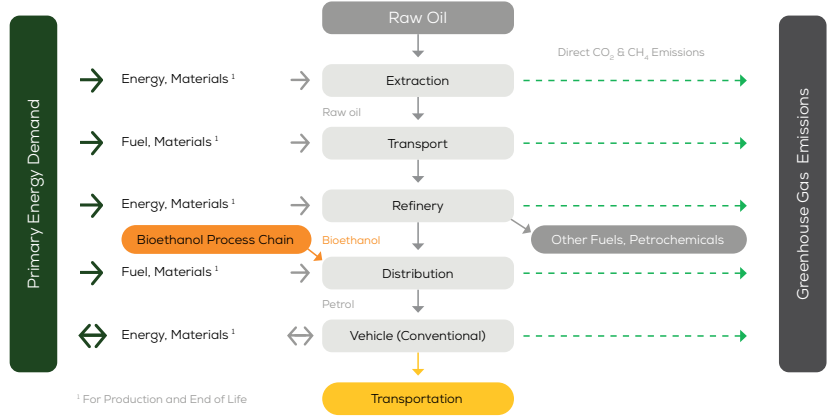 Raw Oil
Direct CO₂ & CH₄ Emissions
Primary Energy Demand
Greenhouse Gas Emissions
Energy, Materials ¹
Extraction
Raw oil
Fuel, Materials ¹
Transport
Energy, Materials ¹
Refinery
Bioethanol Process Chain
Bioethanol
Other Fuels, Petrochemicals
Fuel, Materials ¹
Distribution
Petrol
Energy, Materials ¹
Vehicle (Conventional)
¹ For Production and End of Life
Transportation